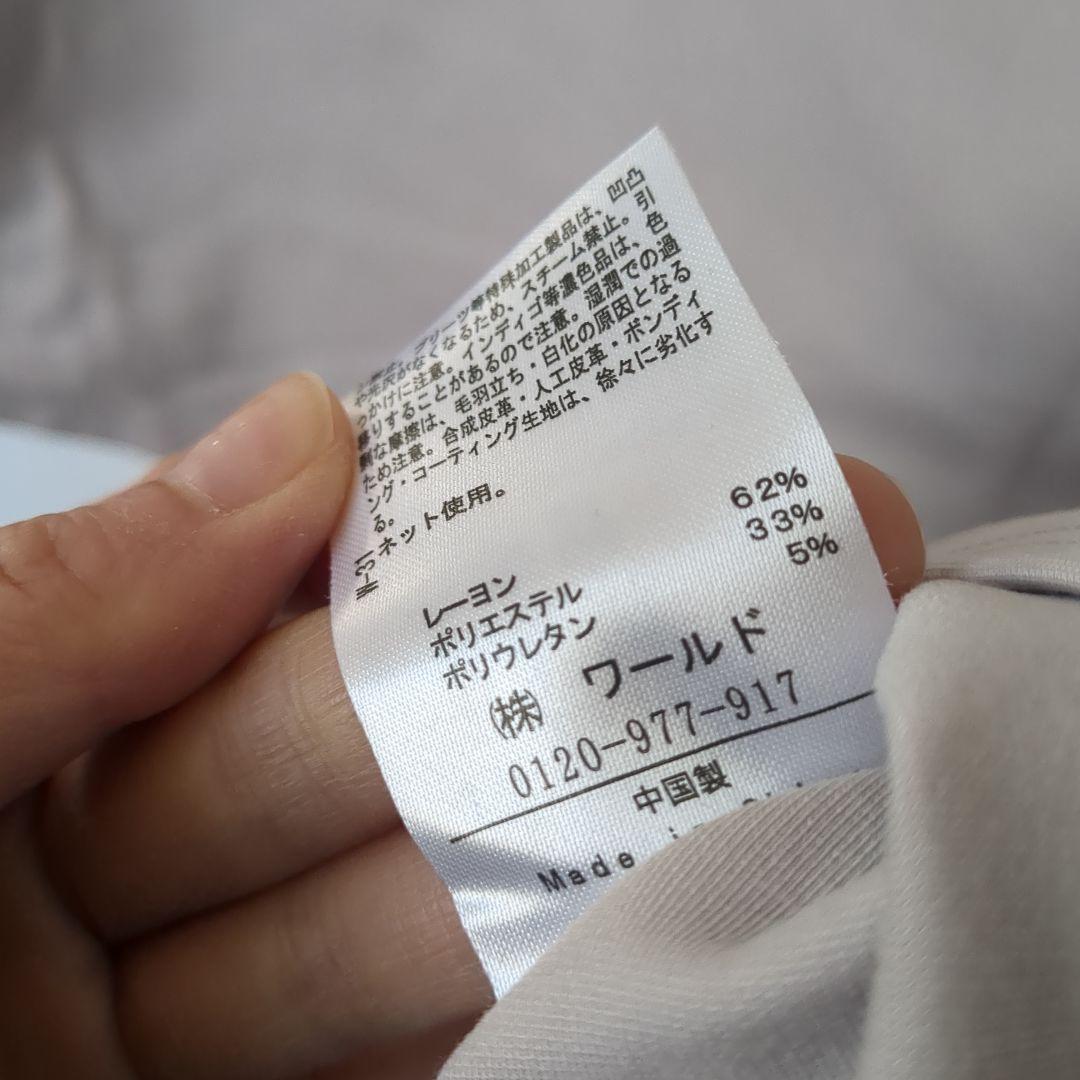 プリーツ等特殊加工製品は、凹凸
や光沢がなくなるため、スチーム禁止。引
っかけに注意。インディゴ等濃色品は、色
移りすることがあるので注意。湿潤での過
剰な摩擦は、毛羽立ち・白化の原因となる
ため注意。合成皮革・人工皮革・ボンディ
ング・コーティング生地は、徐々に劣化す
る。
W-31 ネット使用。
レーヨン 62%
ポリエステル 33%
ポリウレタン 5%
㈱ ワールド
0120-977-917
中国製
Made